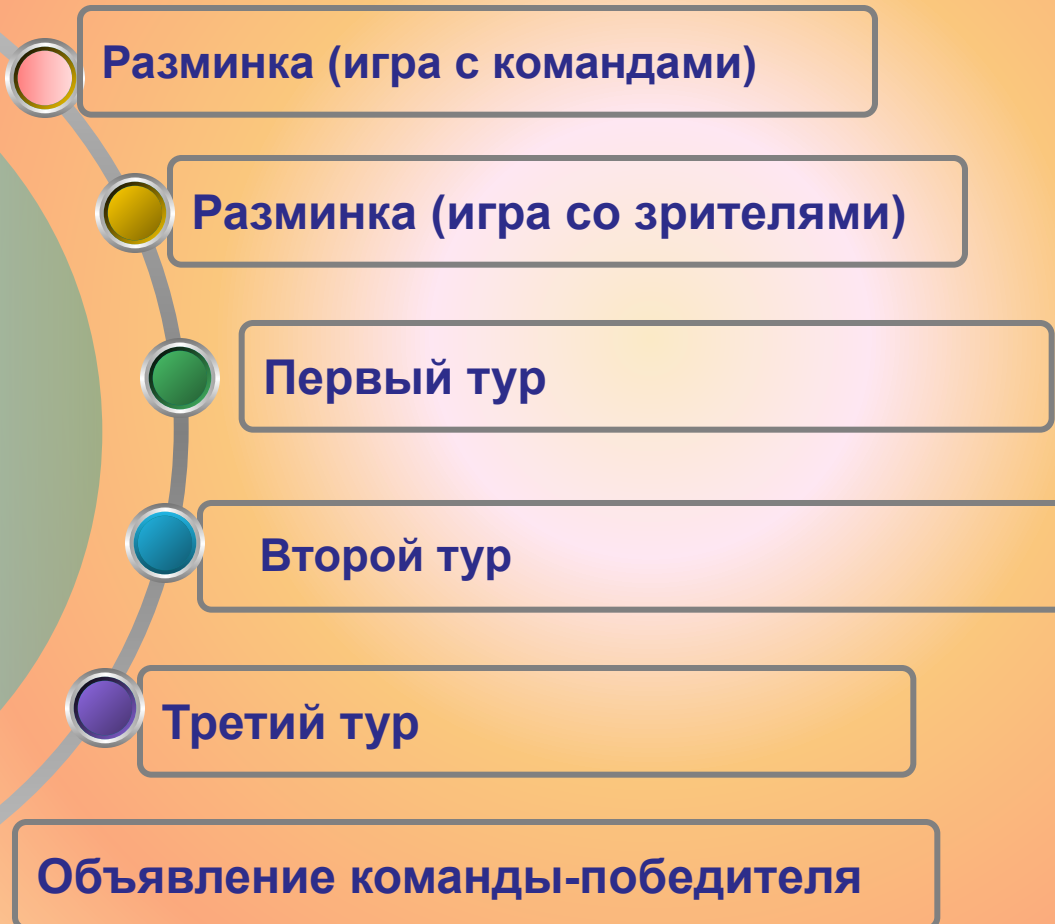 Разминка (игра с командами)
Разминка (игра со зрителями)
Первый тур
Второй тур
Третий тур
Объявление команды-победителя